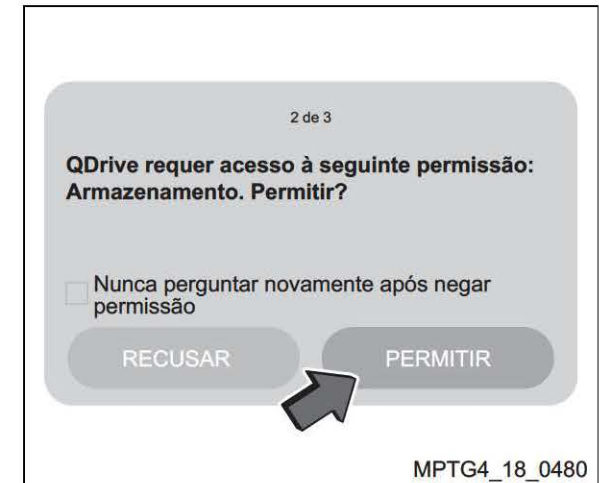 2 de 3
QDrive requer acesso à seguinte permissão:
Armazenamento. Permitir?
Nunca perguntar novamente após negar
permissão
RECUSAR
PERMITIR
MPTG4_18_0480